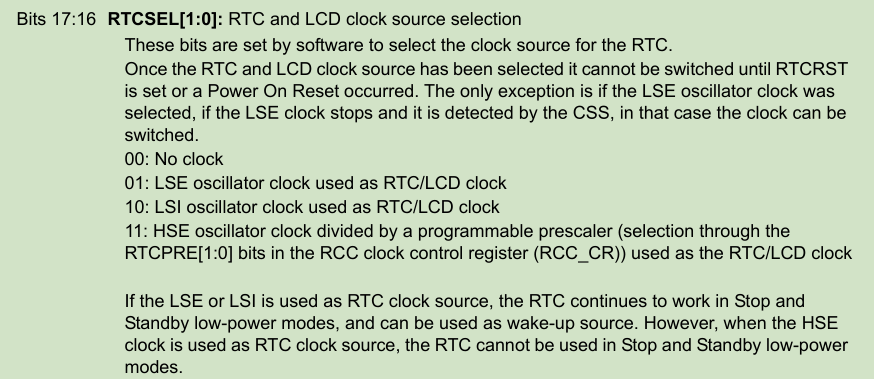 Bits 17:16 RTCSEL[1:0]: RTC and LCD clock source selection
These bits are set by software to select the clock source for the RTC.
Once the RTC and LCD clock source has been selected it cannot be switched until RTCRST
is set or a Power On Reset occurred. The only exception is if the LSE oscillator clock was
selected, if the LSE clock stops and it is detected by the CSS, in that case the clock can be
switched.
00: No clock
01: LSE oscillator clock used as RTC/LCD clock
10: LSI oscillator clock used as RTC/LCD clock
11: HSE oscillator clock divided by a programmable prescaler (selection through the
RTCPRE[1:0] bits in the RCC clock control register (RCC_CR)) used as the RTC/LCD clock
If the LSE or LSI is used as RTC clock source, the RTC continues to work in Stop and
Standby low-power modes, and can be used as wake-up source. However, when the HSE
clock is used as RTC clock source, the RTC cannot be used in Stop and Standby low-power
modes.